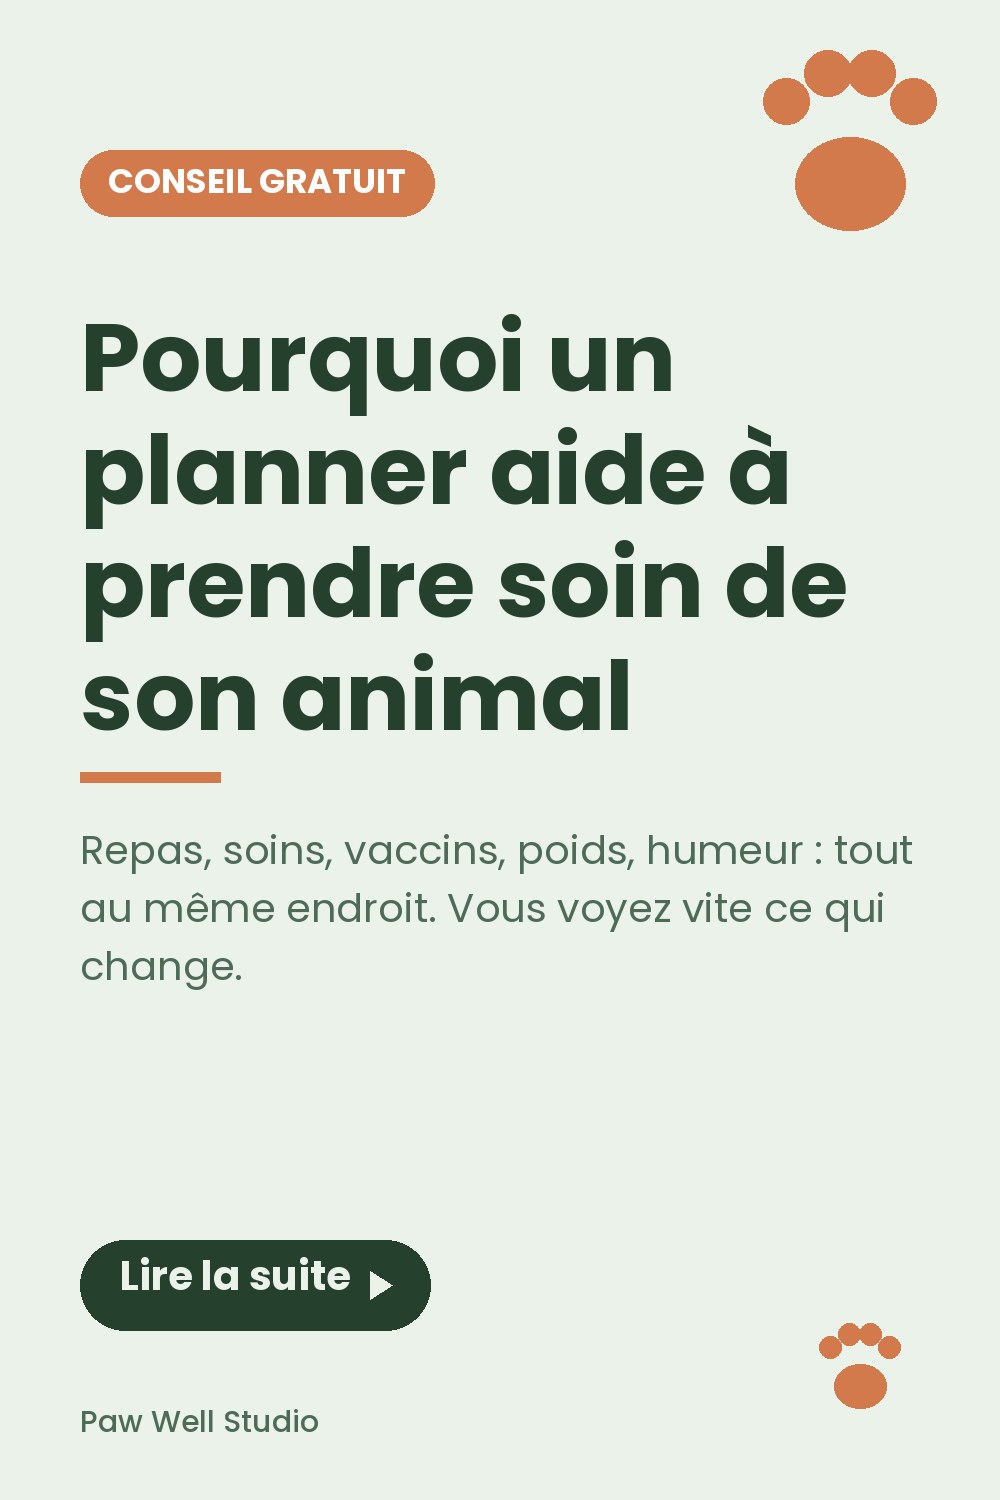 CONSEIL GRATUIT
Pourquoi un
planner aide à
prendre soin de
son animal
Repas, soins, vaccins, poids, humeur : tout
au même endroit. Vous voyez vite ce qui
change.
Lire la suite
Paw Well Studio